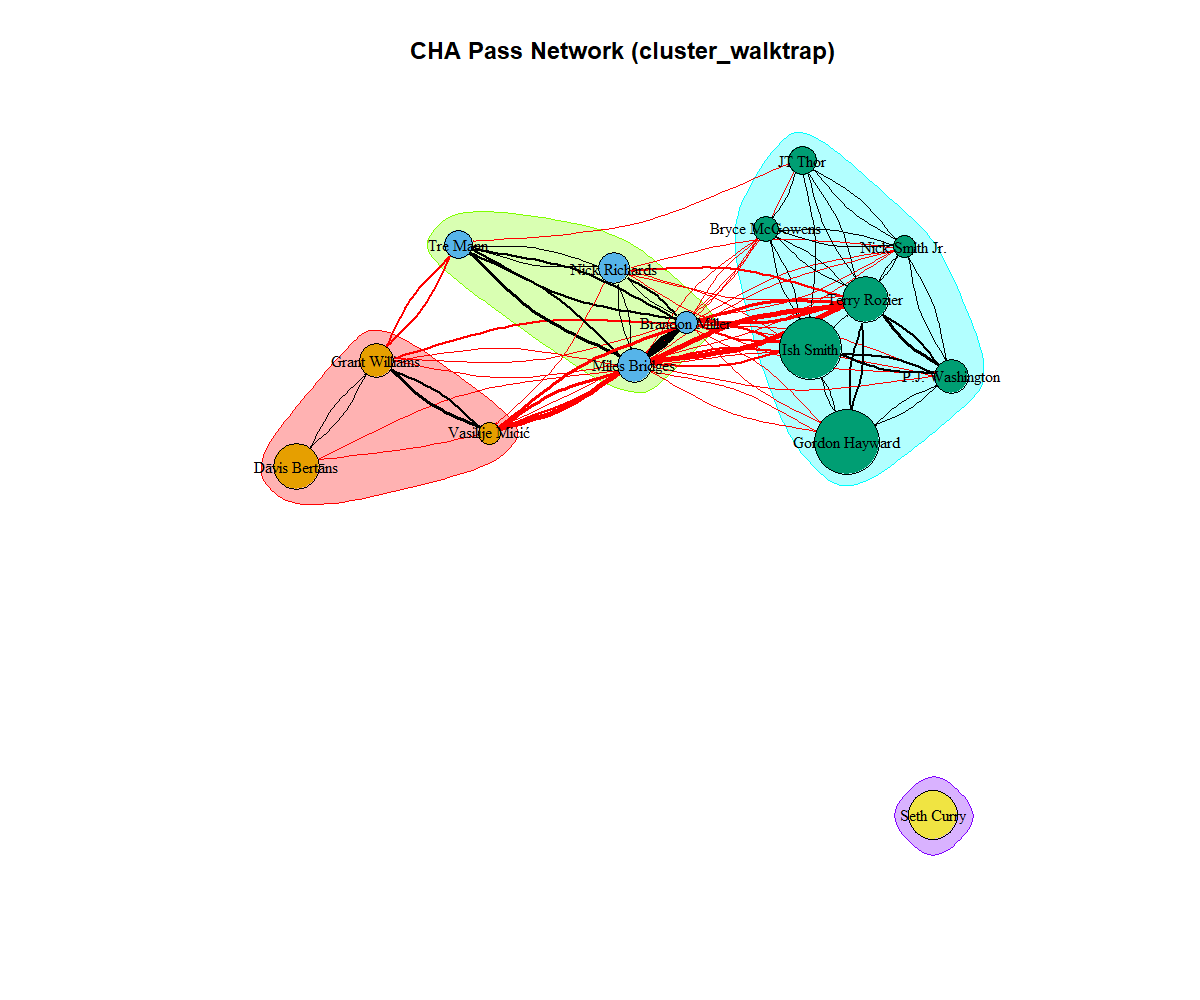 CHA Pass Network (cluster_walktrap)
JT Thor
Bryce McGowens
Nick Smith Jr.
Tre Mann
Nick Richards
Terry Rozier
Brandon Miller
Ish Smith
Grant Williams
Miles Bridges
P.J. Washington
Vasilije Micić
Gordon Hayward
Dāvis Bertāns
Seth Curry